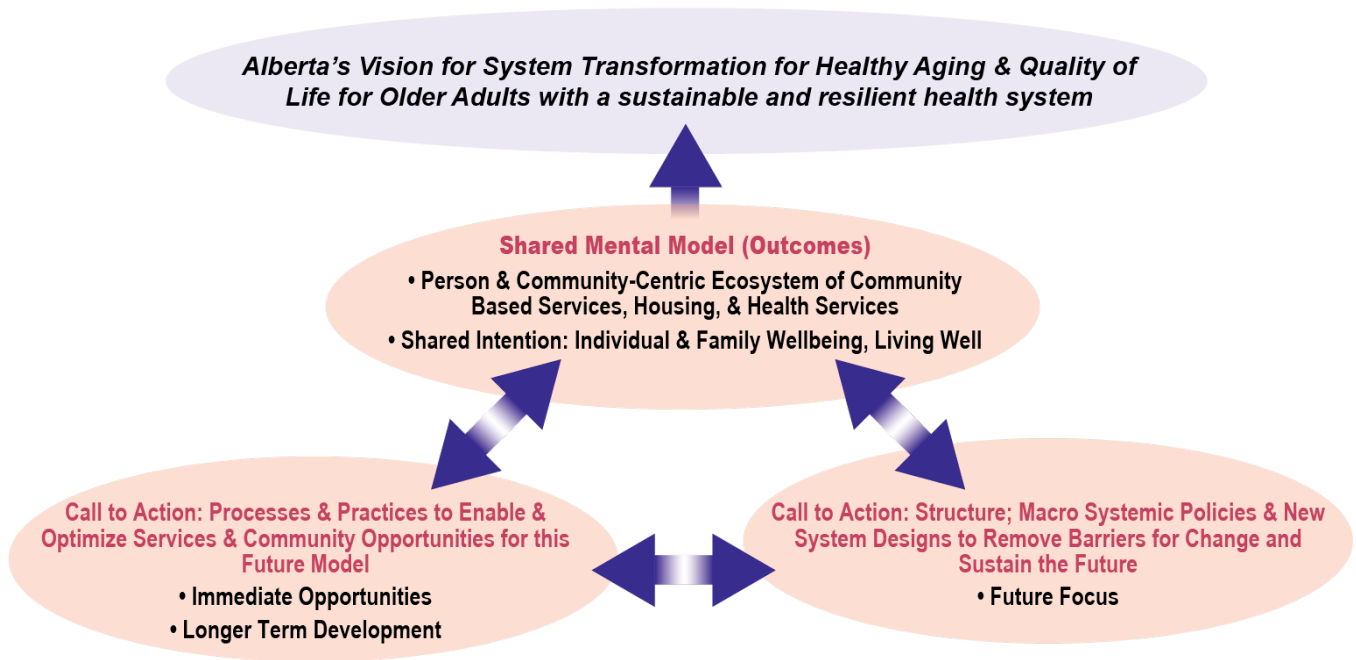 Alberta’s Vision for System Transformation for Healthy Aging & Quality of
Life for Older Adults with a sustainable and resilient health system
Shared Mental Model (Outcomes)
• Person & Community-Centric Ecosystem of Community
Based Services, Housing, & Health Services
• Shared Intention: Individual & Family Wellbeing, Living Well
Call to Action: Processes & Practices to Enable &
Optimize Services & Community Opportunities for this
Future Model
• Immediate Opportunities
• Longer Term Development
Call to Action: Structure; Macro Systemic Policies & New
System Designs to Remove Barriers for Change and
Sustain the Future
• Future Focus